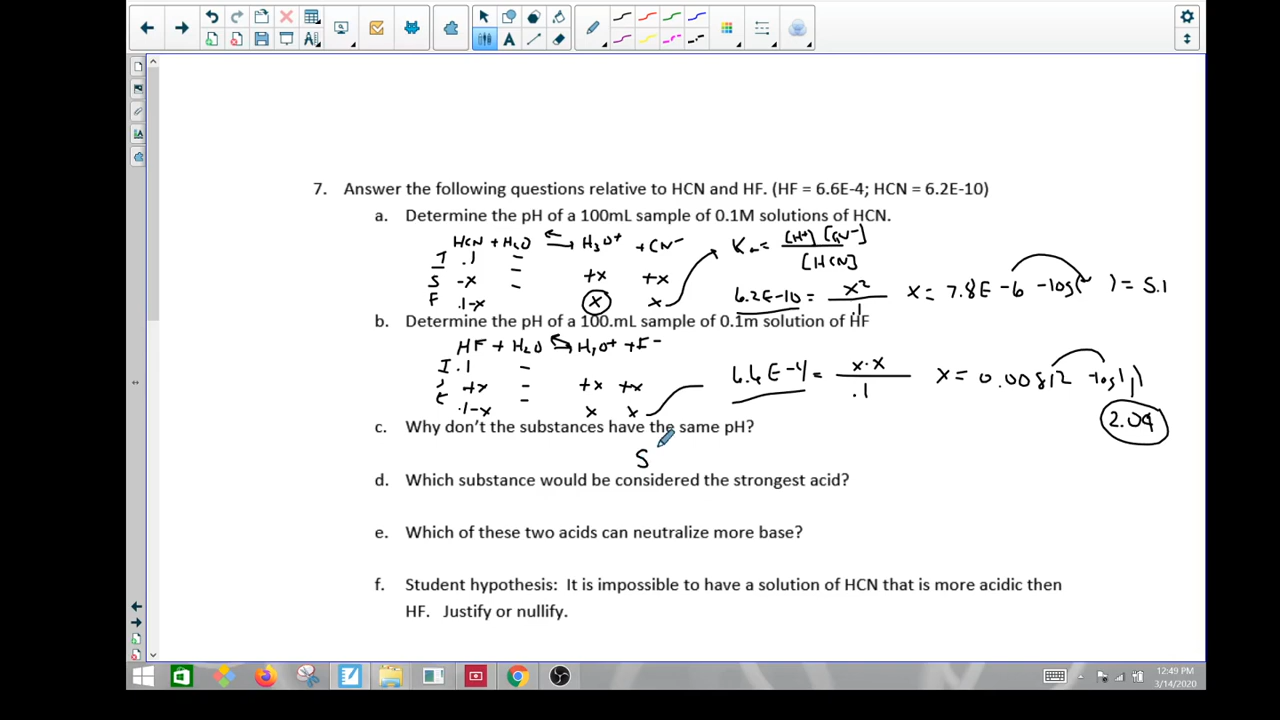 7. Answer the following questions relative to HCN and HF. (HF = 6.6E-4; HCN = 6.2E-10)
a. Determine the pH of a 100mL sample of 0.1M solutions of HCN.
HCN + H2O ⇌ H3O+ + CN-
I .1 -
S -x - +x +x
F .1-x - x x
Ka = [H+][CN-] / [HCN]
6.2E-10 = x² / .1 x = 7.8E-6 -log( ) = 5.1
b. Determine the pH of a 100.mL sample of 0.1m solution of HF
HF + H2O ⇌ H3O+ + F-
I .1 -
+x - +x +x
.1-x - x x
6.6E-4 = x·x / .1 x = 0.00812 -log( )
2.09
c. Why don't the substances have the same pH?
S
d. Which substance would be considered the strongest acid?
e. Which of these two acids can neutralize more base?
f. Student hypothesis: It is impossible to have a solution of HCN that is more acidic then
HF. Justify or nullify.
12:49 PM
3/14/2020